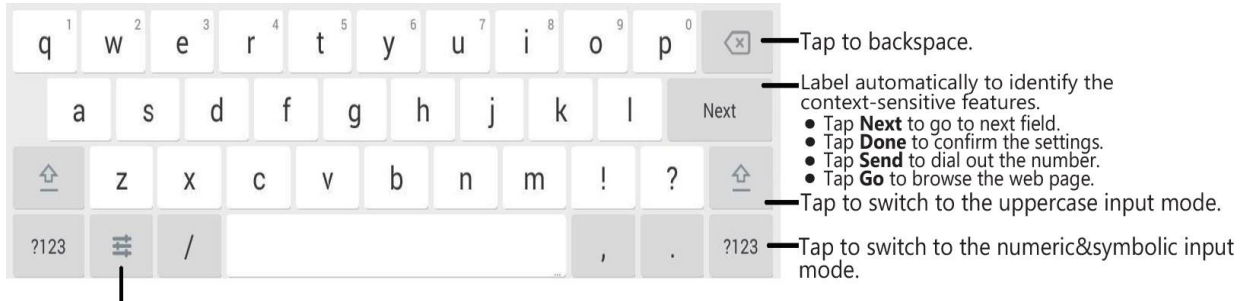 q 1 w 2 e 3 r 4 t 5 y 6 u 7 i 8 o 9 p 0
Tap to backspace.
a s d f g h j k l Next
Label automatically to identify the
context-sensitive features.
● Tap Next to go to next field.
● Tap Done to confirm the settings.
● Tap Send to dial out the number.
● Tap Go to browse the web page.
z x c v b n m ! ?
Tap to switch to the uppercase input mode.
?123 / , . ?123
...
Tap to switch to the numeric&symbolic input
mode.